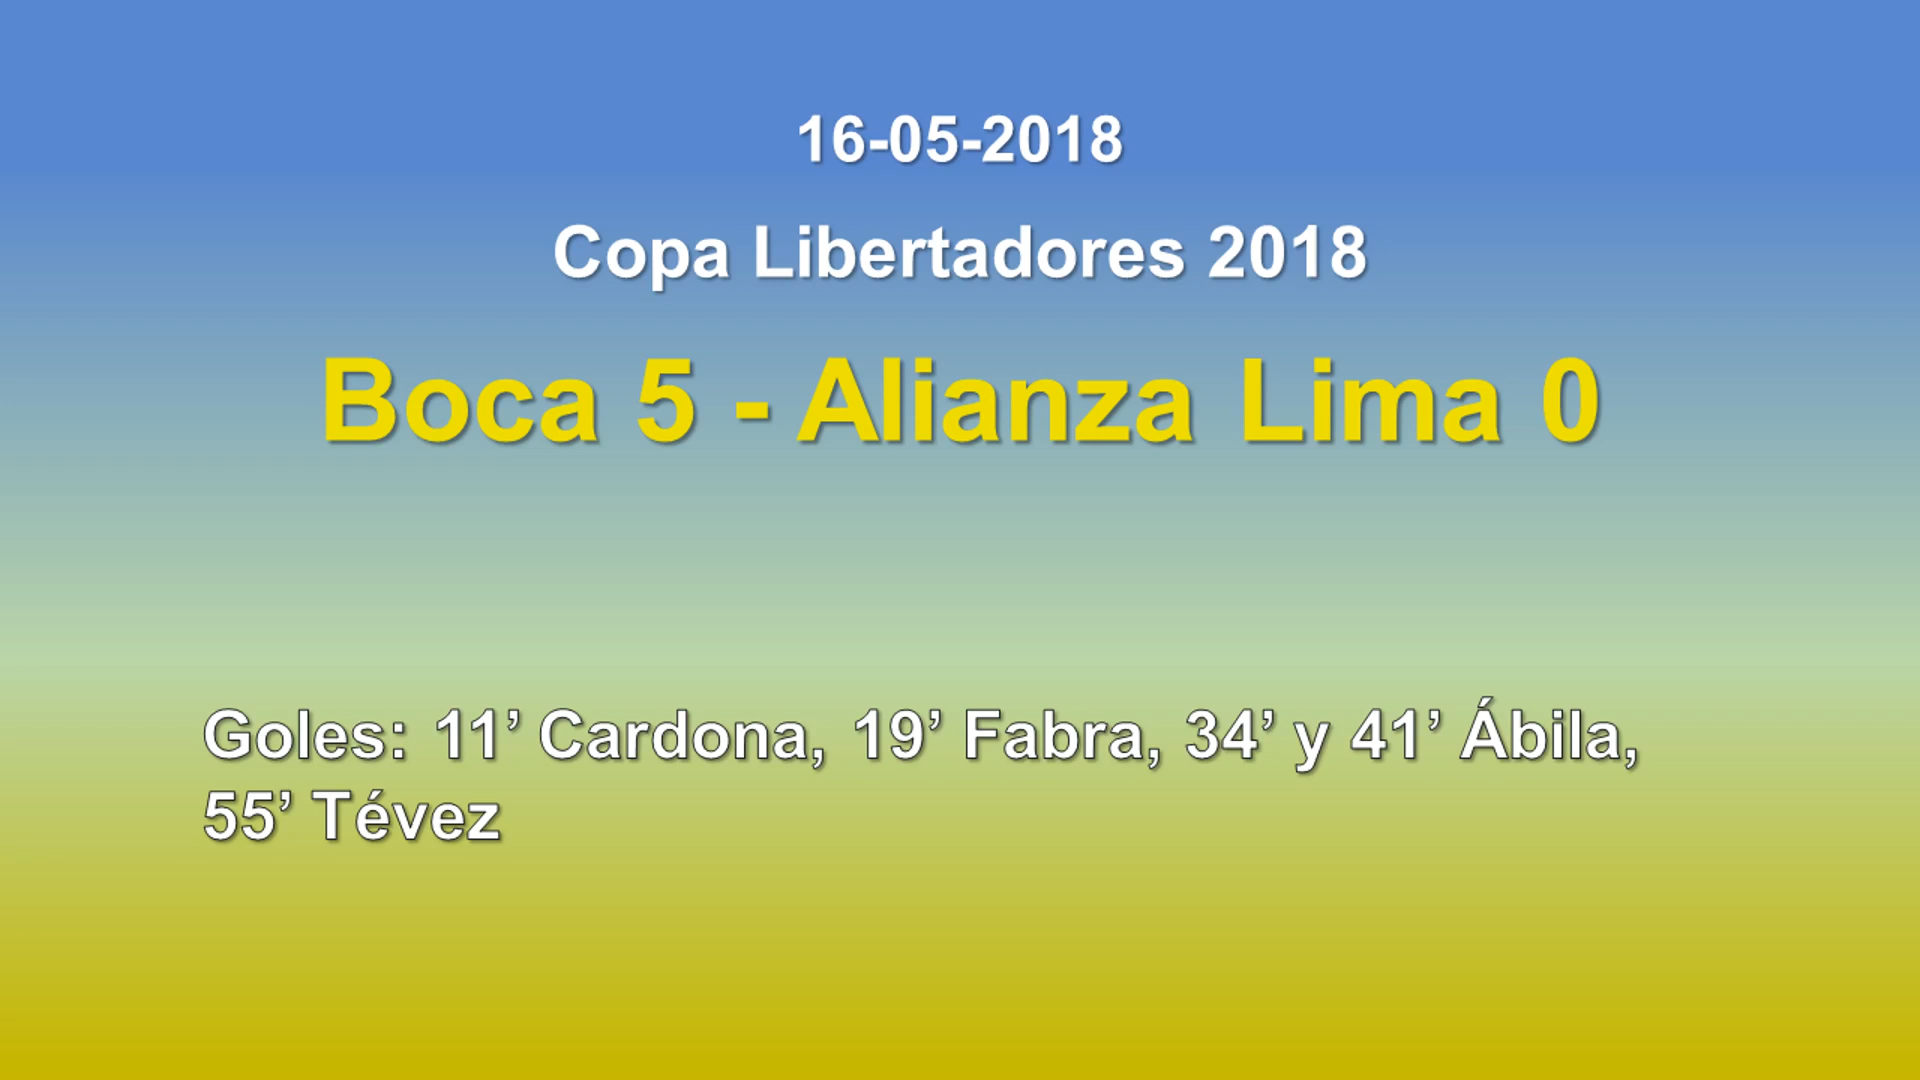 16-05-2018
Copa Libertadores 2018
Boca 5 - Alianza Lima 0
Goles: 11’ Cardona, 19’ Fabra, 34’ y 41’ Ábila,
55’ Tévez